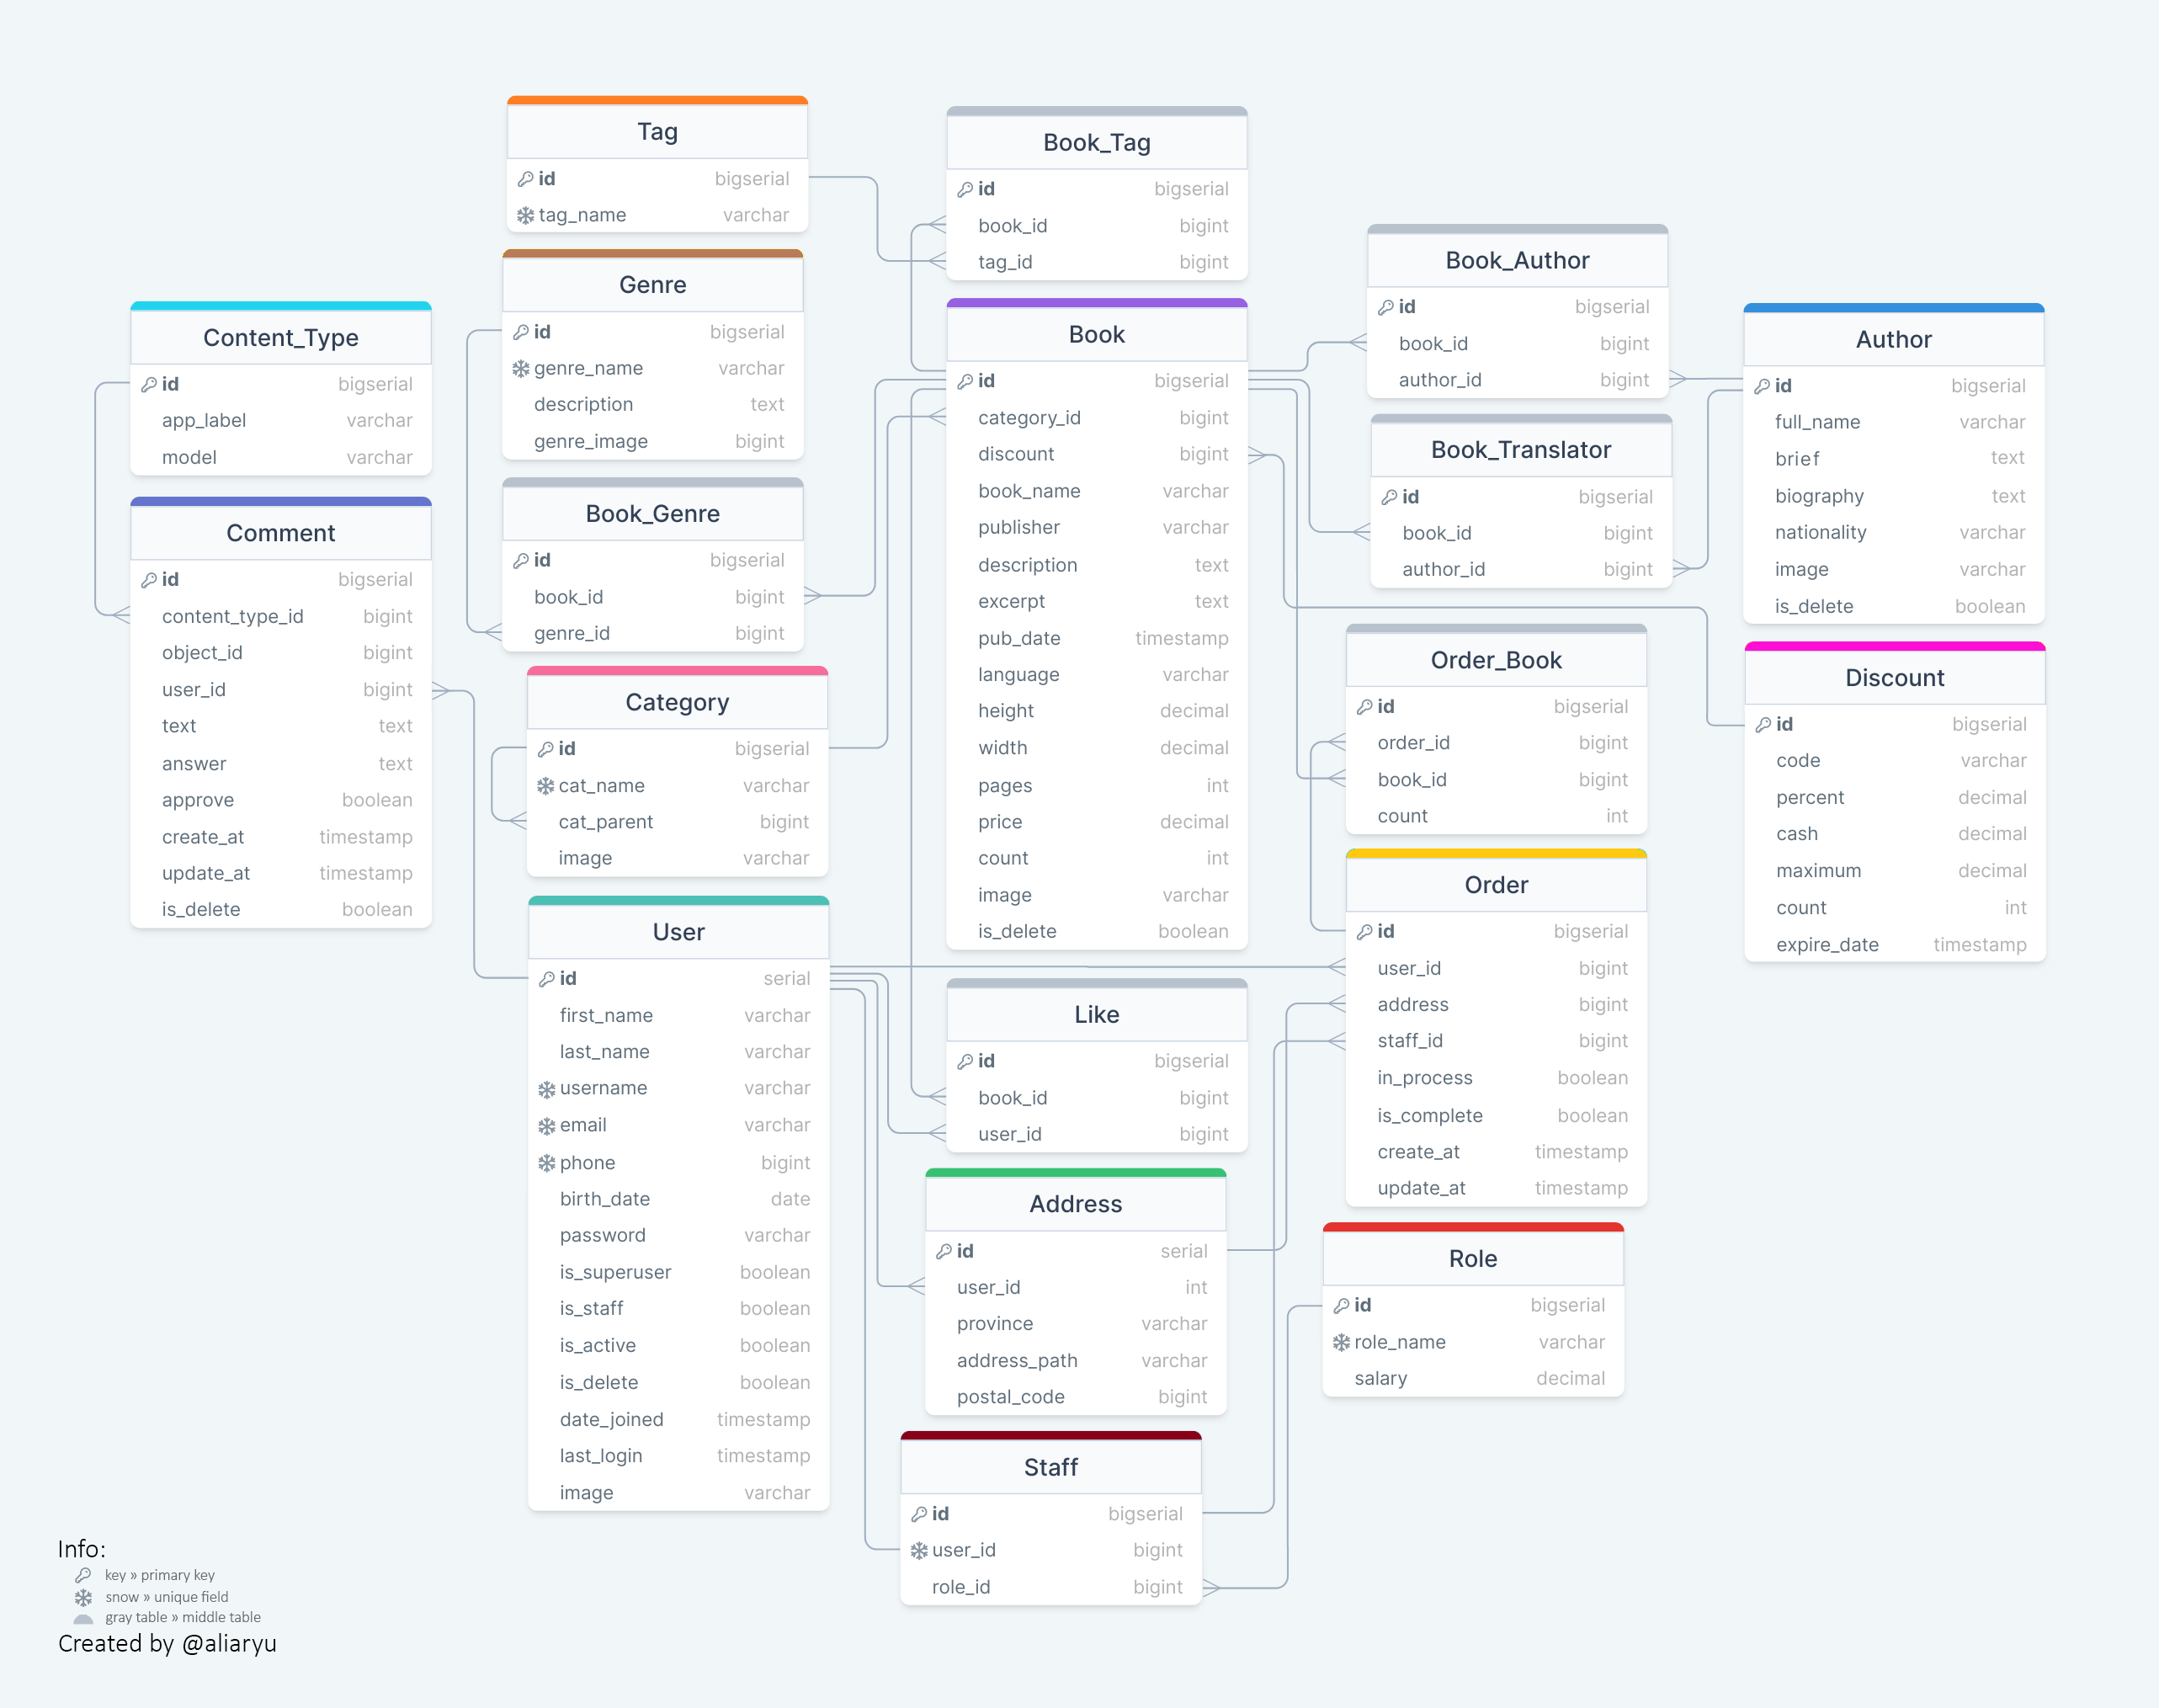 Tag
id bigserial
tag_name varchar
Genre
id bigserial
genre_name varchar
description text
genre_image bigint
Book_Genre
id bigserial
book_id bigint
genre_id bigint
Category
id bigserial
cat_name varchar
cat_parent bigint
image varchar
User
id serial
first_name varchar
last_name varchar
username varchar
email varchar
phone bigint
birth_date date
password varchar
is_superuser boolean
is_staff boolean
is_active boolean
is_delete boolean
date_joined timestamp
last_login timestamp
image varchar
Content_Type
id bigserial
app_label varchar
model varchar
Comment
id bigserial
content_type_id bigint
object_id bigint
user_id bigint
text text
answer text
approve boolean
create_at timestamp
update_at timestamp
is_delete boolean
Book_Tag
id bigserial
book_id bigint
tag_id bigint
Book
id bigserial
category_id bigint
discount bigint
book_name varchar
publisher varchar
description text
excerpt text
pub_date timestamp
language varchar
height decimal
width decimal
pages int
price decimal
count int
image varchar
is_delete boolean
Like
id bigserial
book_id bigint
user_id bigint
Address
id serial
user_id int
province varchar
address_path varchar
postal_code bigint
Staff
id bigserial
user_id bigint
role_id bigint
Book_Author
id bigserial
book_id bigint
author_id bigint
Book_Translator
id bigserial
book_id bigint
author_id bigint
Order_Book
id bigserial
order_id bigint
book_id bigint
count int
Order
id bigserial
user_id bigint
address bigint
staff_id bigint
in_process boolean
is_complete boolean
create_at timestamp
update_at timestamp
Role
id bigserial
role_name varchar
salary decimal
Author
id bigserial
full_name varchar
brief text
biography text
nationality varchar
image varchar
is_delete boolean
Discount
id bigserial
code varchar
percent decimal
cash decimal
maximum decimal
count int
expire_date timestamp
Info:
key » primary key
snow » unique field
gray table » middle table
Created by @aliaryu